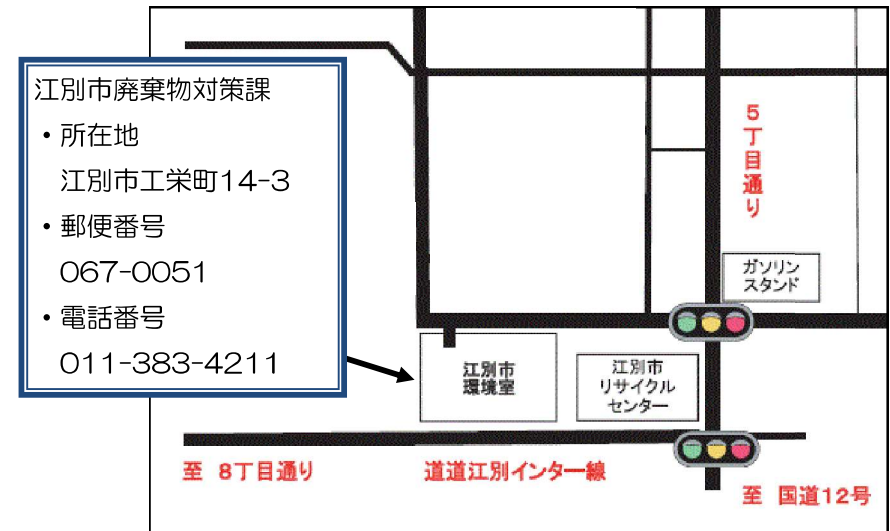 江別市廃棄物対策課
・所在地
江別市工栄町14-3
・郵便番号
067-0051
・電話番号
011-383-4211
5丁目通り
ガソリン
スタンド
江別市
環境室
江別市
リサイクル
センター
至 8丁目通り
道道江別インター線
至 国道12号